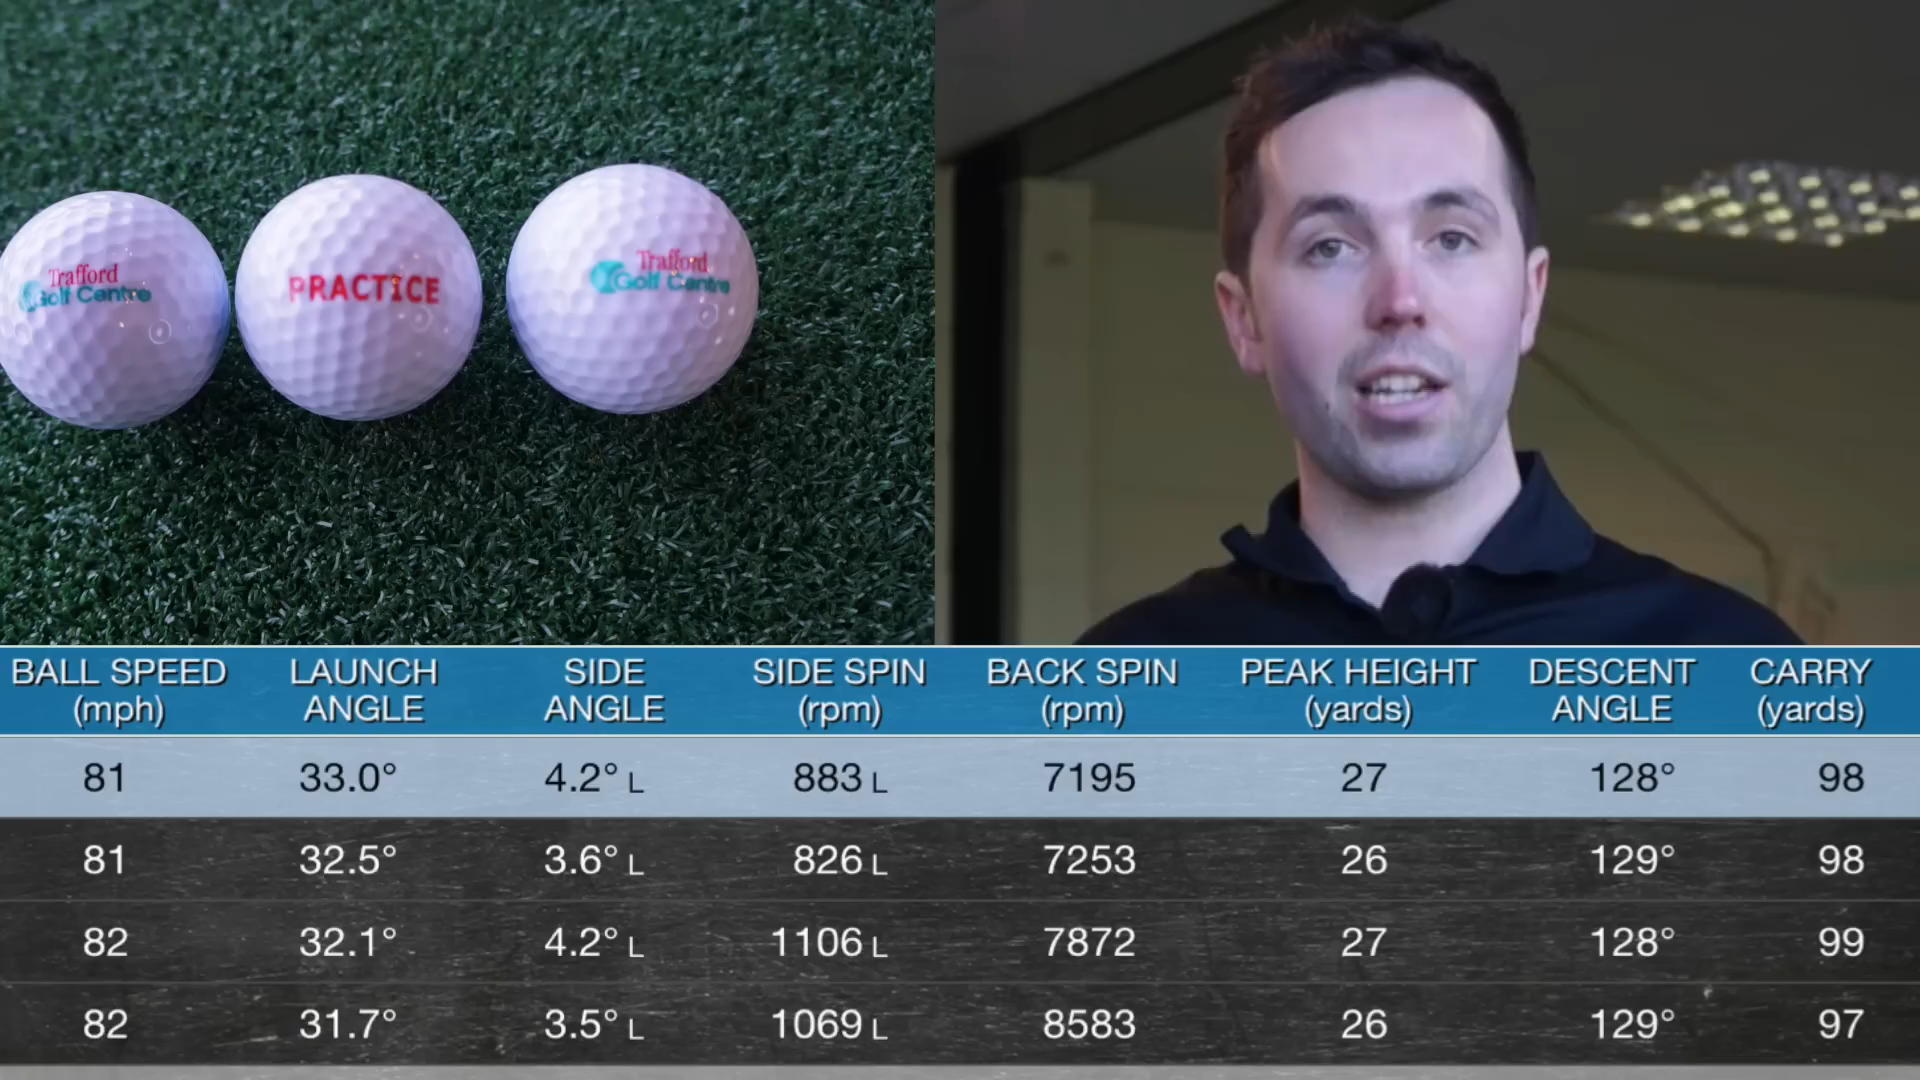 Trafford
Golf Centre
PRACTICE
Trafford
Golf Centre
BALL SPEED (mph) LAUNCH ANGLE SIDE ANGLE SIDE SPIN (rpm) BACK SPIN (rpm) PEAK HEIGHT (yards) DESCENT ANGLE CARRY (yards)
81 33.0° 4.2° L 883 L 7195 27 128° 98
81 32.5° 3.6° L 826 L 7253 26 129° 98
82 32.1° 4.2° L 1106 L 7872 27 128° 99
82 31.7° 3.5° L 1069 L 8583 26 129° 97